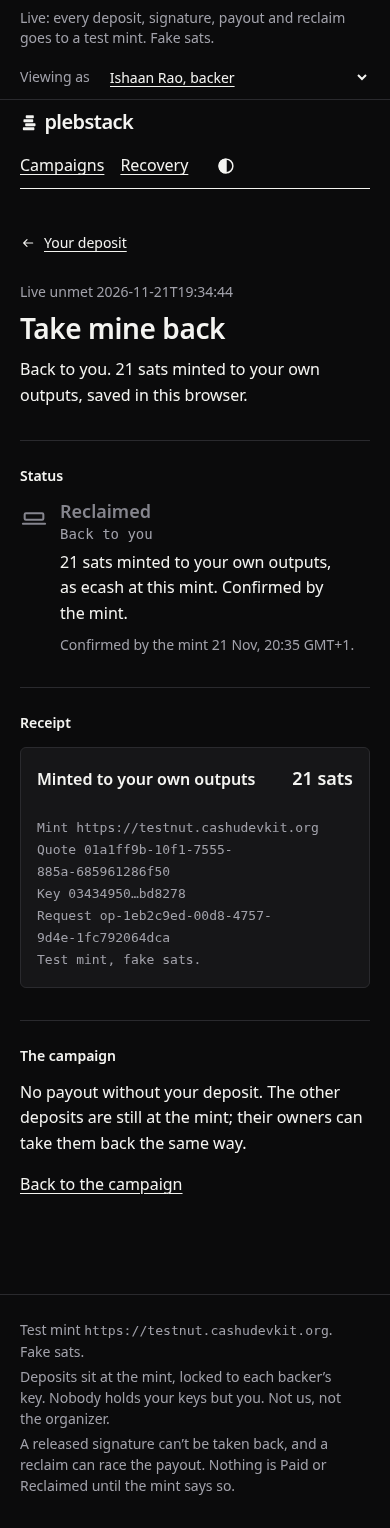 Live: every deposit, signature, payout and reclaim
goes to a test mint. Fake sats.
Viewing as Ishaan Rao, backer
plebstack
Campaigns Recovery
← Your deposit
Live unmet 2026-11-21T19:34:44
Take mine back
Back to you. 21 sats minted to your own
outputs, saved in this browser.
Status
Reclaimed
Back to you
21 sats minted to your own outputs,
as ecash at this mint. Confirmed by
the mint.
Confirmed by the mint 21 Nov, 20:35 GMT+1.
Receipt
Minted to your own outputs 21 sats
Mint https://testnut.cashudevkit.org
Quote 01a1ff9b-10f1-7555-
885a-685961286f50
Key 03434950…bd8278
Request op-1eb2c9ed-00d8-4757-
9d4e-1fc792064dca
Test mint, fake sats.
The campaign
No payout without your deposit. The other
deposits are still at the mint; their owners can
take them back the same way.
Back to the campaign
Test mint https://testnut.cashudevkit.org.
Fake sats.
Deposits sit at the mint, locked to each backer’s
key. Nobody holds your keys but you. Not us, not
the organizer.
A released signature can’t be taken back, and a
reclaim can race the payout. Nothing is Paid or
Reclaimed until the mint says so.